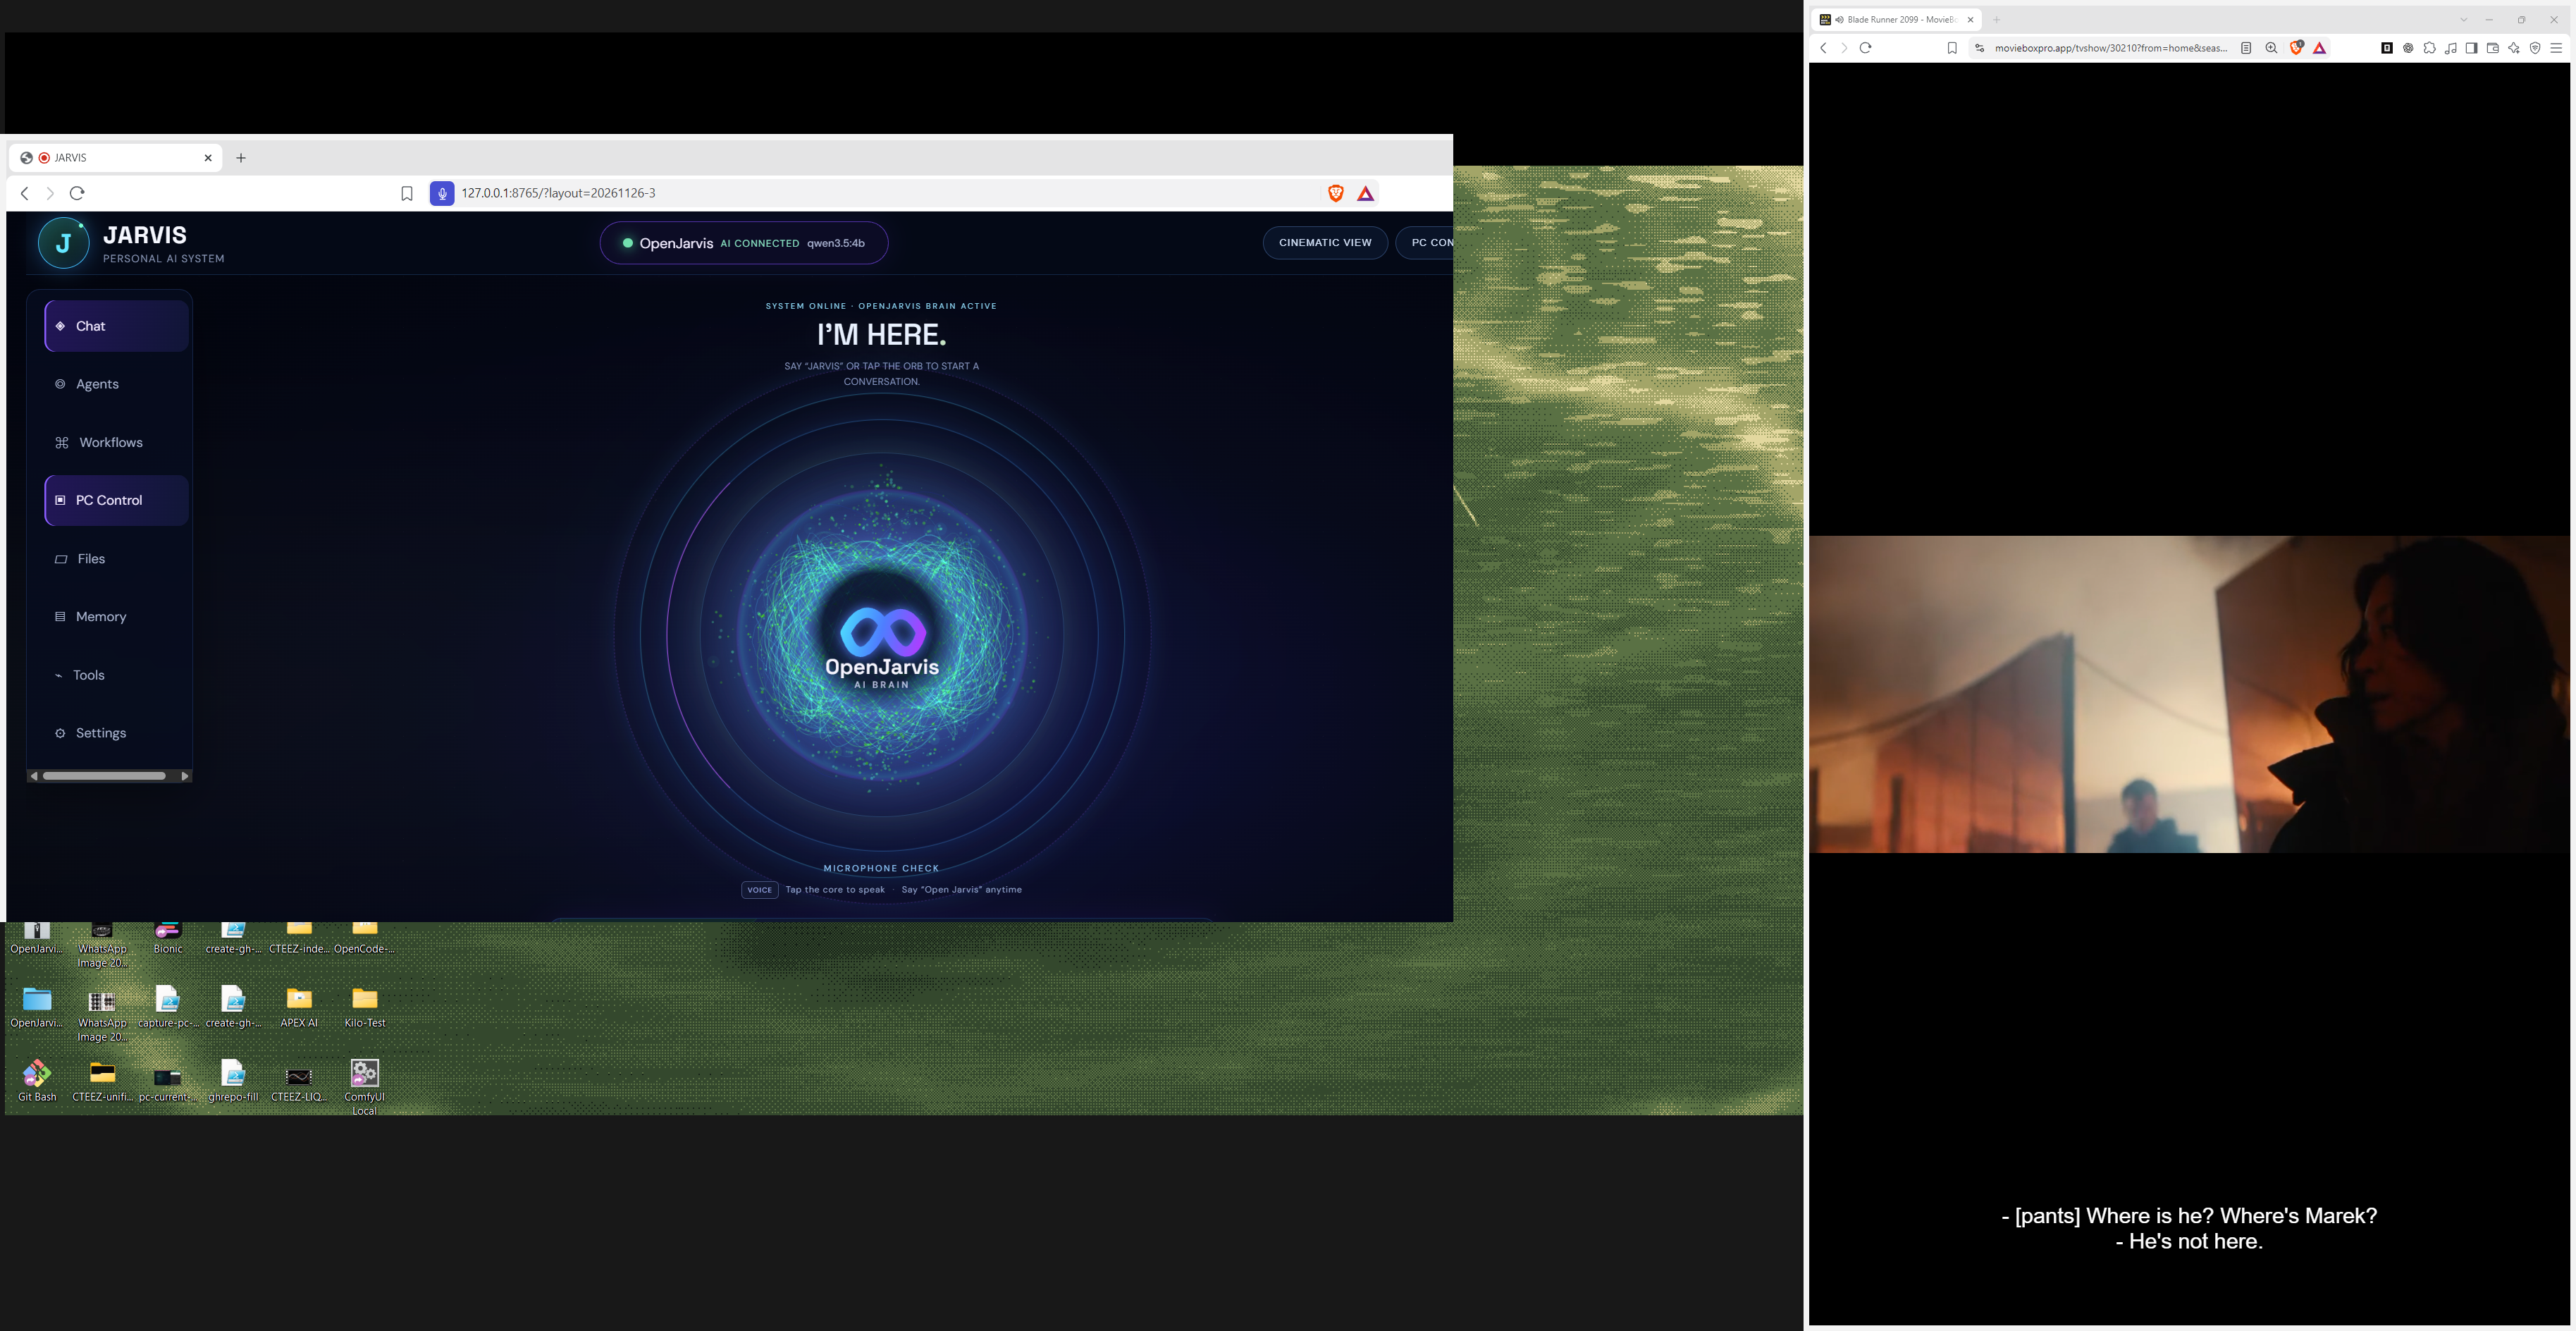 JARVIS
127.0.0.1:8765/?layout=20261126-3
J
JARVIS
PERSONAL AI SYSTEM
OpenJarvis AI CONNECTED qwen3.5:4b
CINEMATIC VIEW
PC CON
Chat
Agents
Workflows
PC Control
Files
Memory
Tools
Settings
SYSTEM ONLINE · OPENJARVIS BRAIN ACTIVE
I'M HERE.
SAY "JARVIS" OR TAP THE ORB TO START A
CONVERSATION.
OpenJarvis
AI BRAIN
MICROPHONE CHECK
VOICE Tap the core to speak · Say "Open Jarvis" anytime
OpenJarvi...
WhatsApp
Image 20...
Bionic
create-gh-...
CTEEZ-inde...
OpenCode-...
OpenJarvi...
WhatsApp
Image 20...
capture-pc-...
create-gh-...
APEX AI
Kilo-Test
Git Bash
CTEEZ-unifi...
pc-current-...
ghrepo-fill
CTEEZ-LIQ...
ComfyUI
Local
Blade Runner 2099 - MovieBo
movieboxpro.app/tvshow/30210?from=home&seas...
- [pants] Where is he? Where's Marek?
- He's not here.